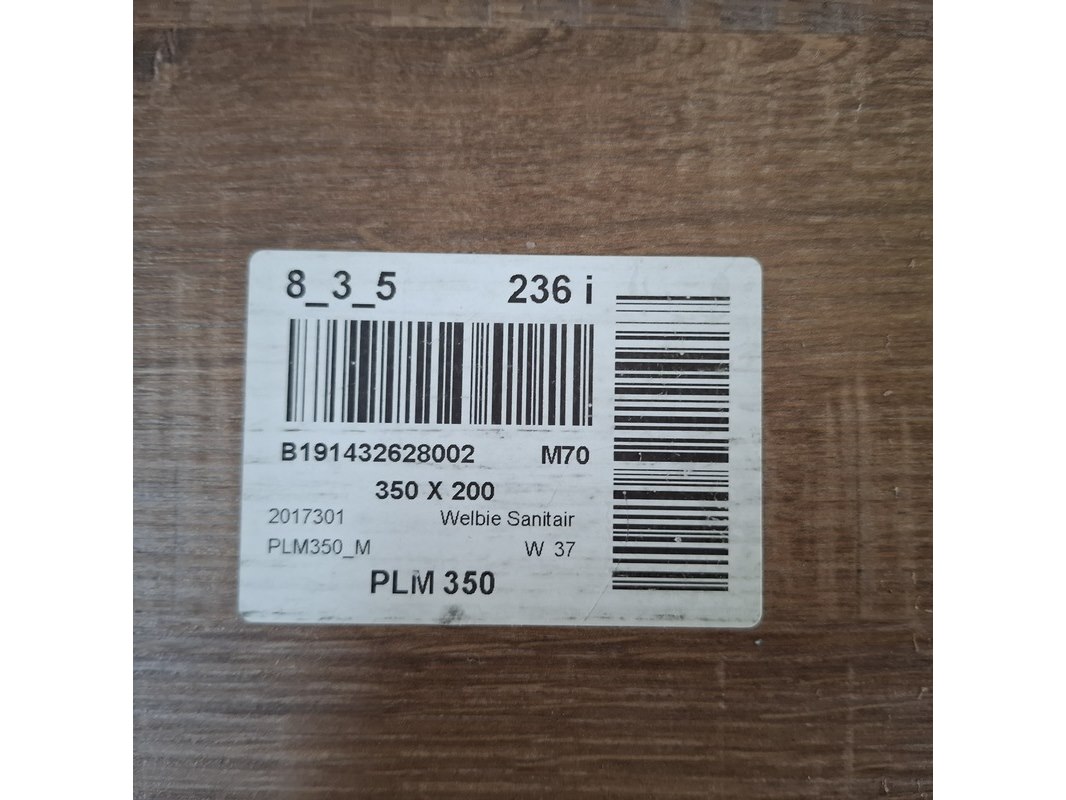 8_3_5 236 i
B191432628002 M70
350 X 200
2017301 Welbie Sanitair
PLM350_M W 37
PLM 350